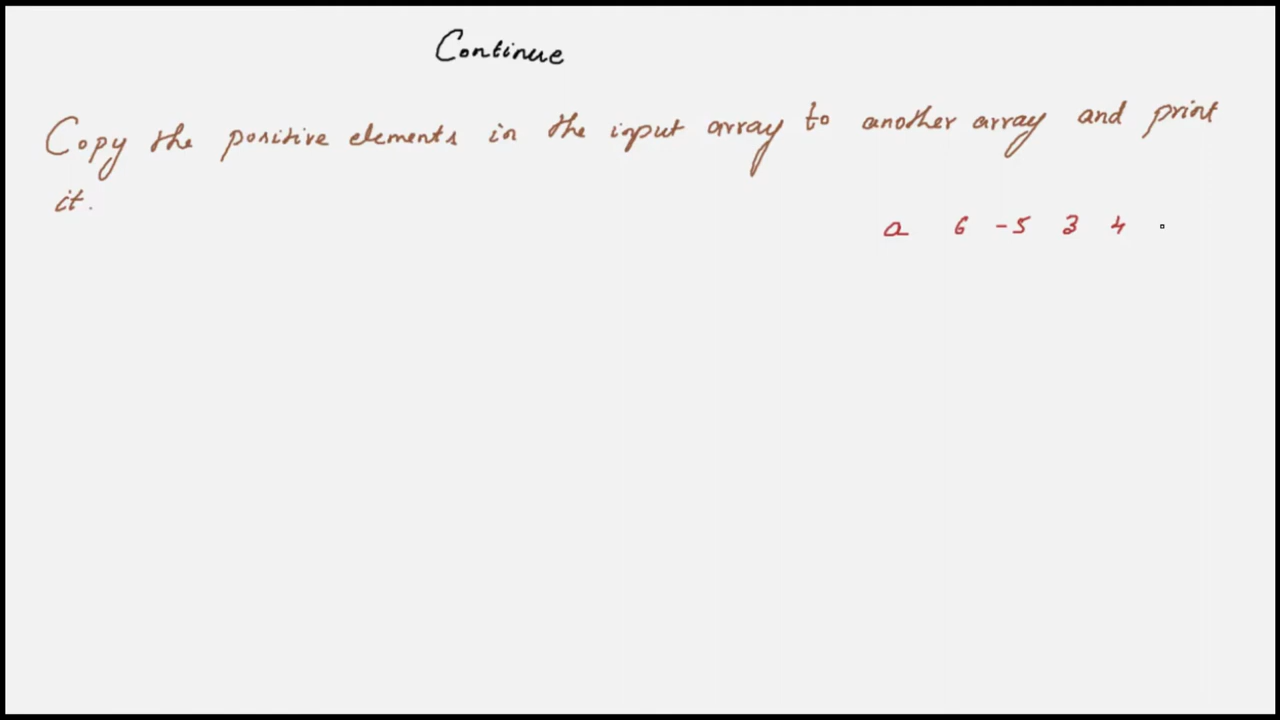 Continue
Copy the positive elements in the input array to another array and print
it.
a 6 -5 3 4